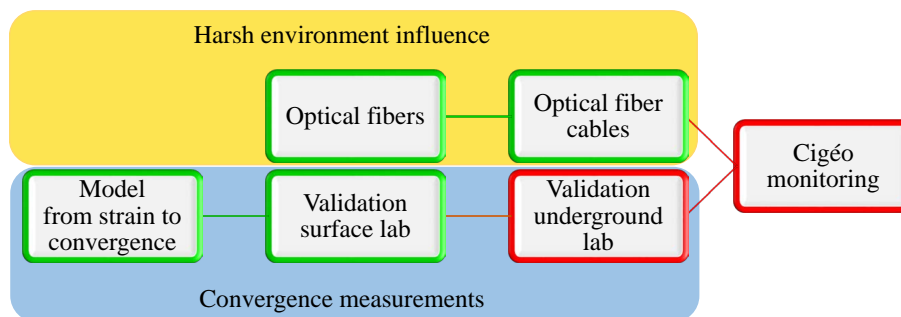 Harsh environment influence
Optical fibers
Optical fiber
cables
Cigéo
monitoring
Model
from strain to
convergence
Validation
surface lab
Validation
underground
lab
Convergence measurements